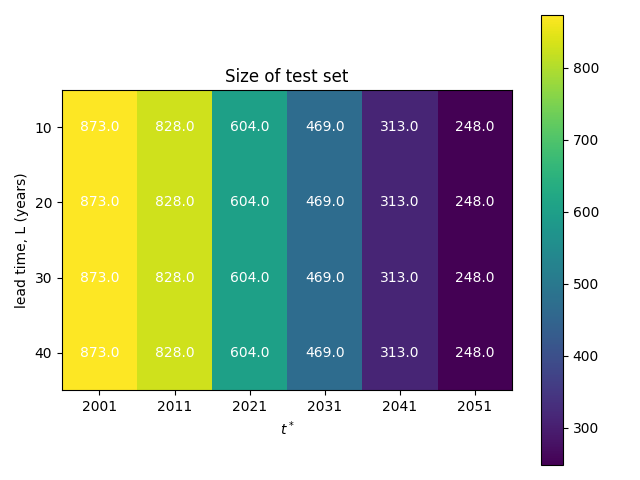 Size of test set
10 873.0 828.0 604.0 469.0 313.0 248.0
20 873.0 828.0 604.0 469.0 313.0 248.0
30 873.0 828.0 604.0 469.0 313.0 248.0
40 873.0 828.0 604.0 469.0 313.0 248.0
lead time, L (years)
2001 2011 2021 2031 2041 2051
t*
800
700
600
500
400
300